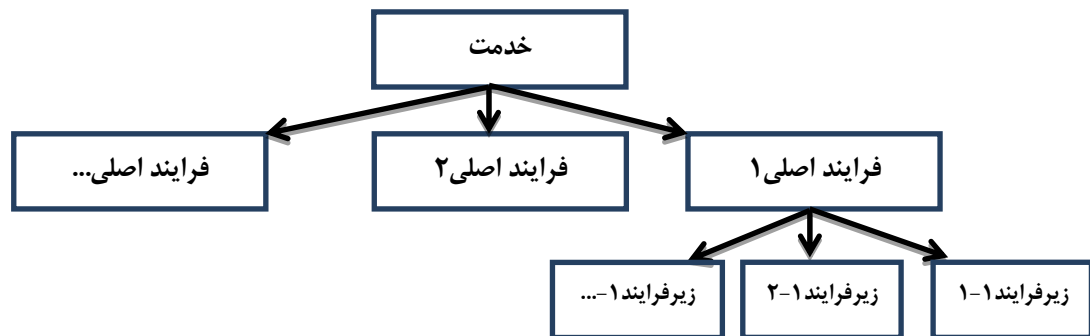 خدمت
فرایند اصلی۱
فرایند اصلی۲
فرایند اصلی...
زیرفرایند۱-۱
زیرفرایند۱-۲
زیرفرایند۱-...